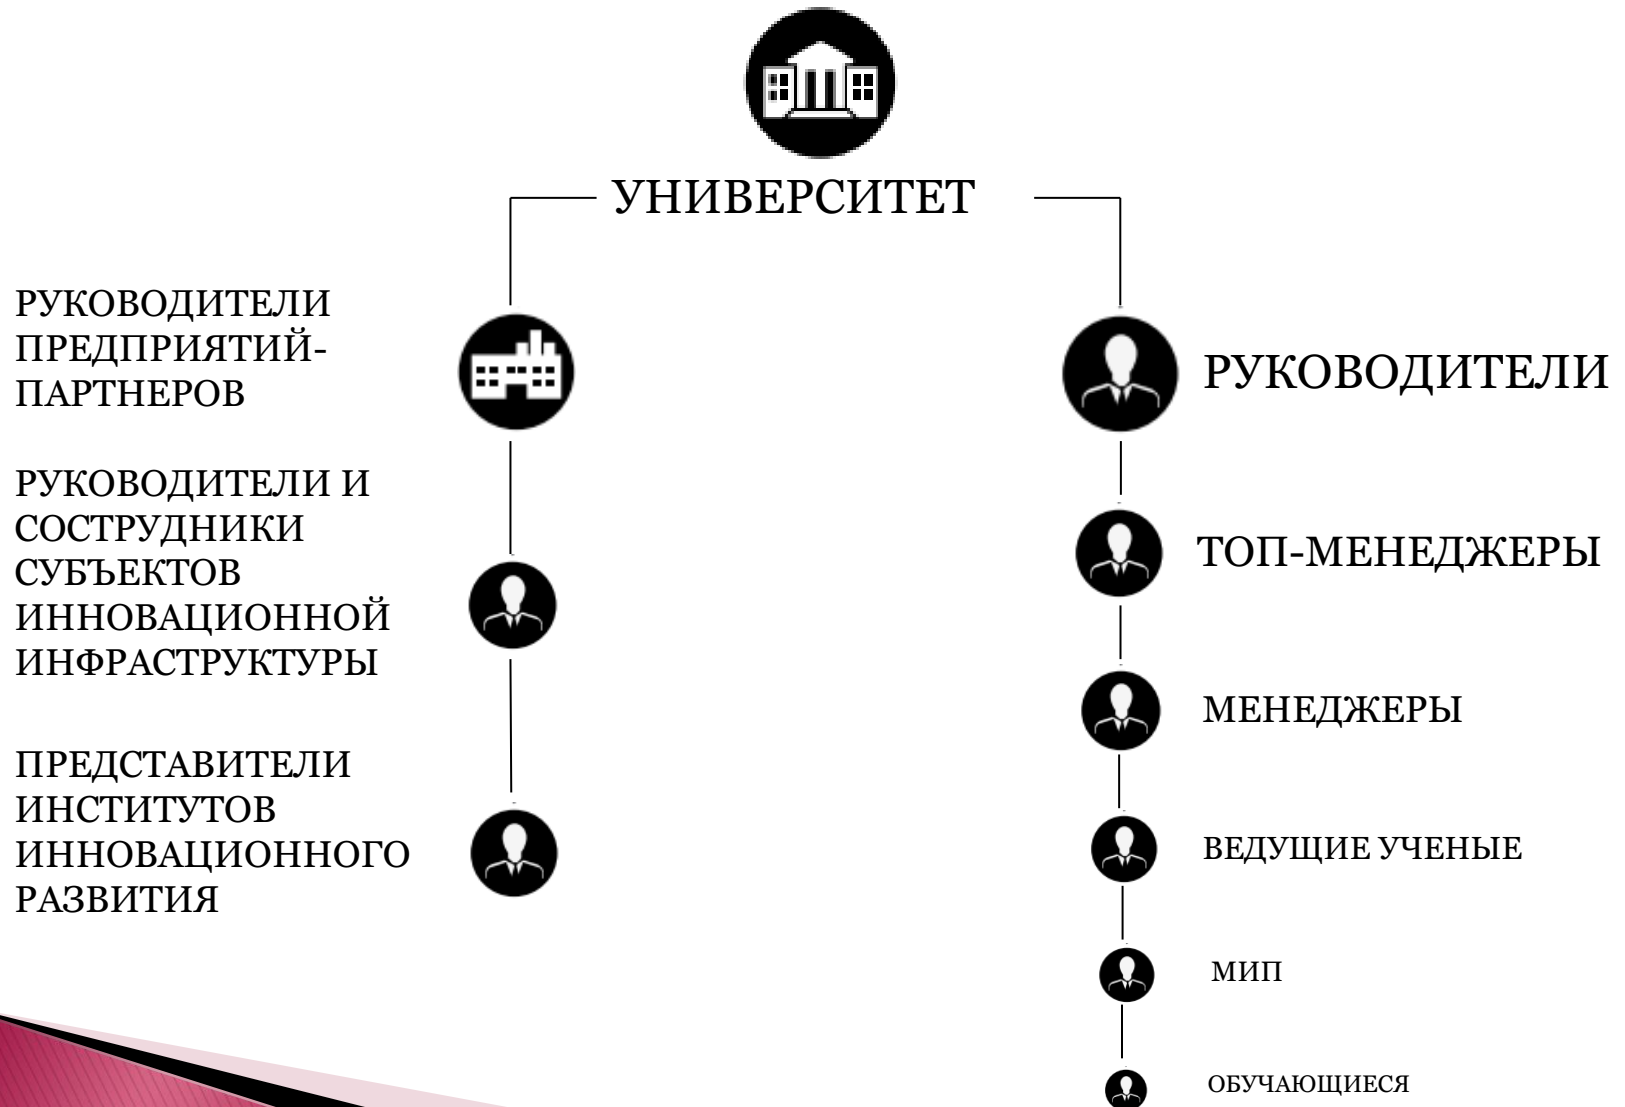 УНИВЕРСИТЕТ
РУКОВОДИТЕЛИ
ПРЕДПРИЯТИЙ-
ПАРТНЕРОВ
РУКОВОДИТЕЛИ И
СОСТРУДНИКИ
СУБЪЕКТОВ
ИННОВАЦИОННОЙ
ИНФРАСТРУКТУРЫ
ПРЕДСТАВИТЕЛИ
ИНСТИТУТОВ
ИННОВАЦИОННОГО
РАЗВИТИЯ
РУКОВОДИТЕЛИ
ТОП-МЕНЕДЖЕРЫ
МЕНЕДЖЕРЫ
ВЕДУЩИЕ УЧЕНЫЕ
МИП
ОБУЧАЮЩИЕСЯ